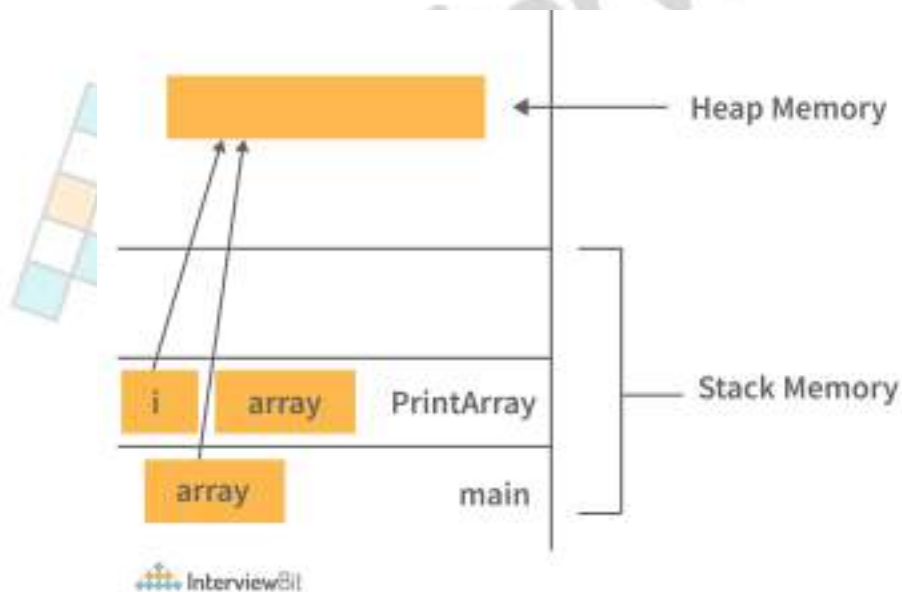 Heap Memory
i array PrintArray
Stack Memory
array main
InterviewBit